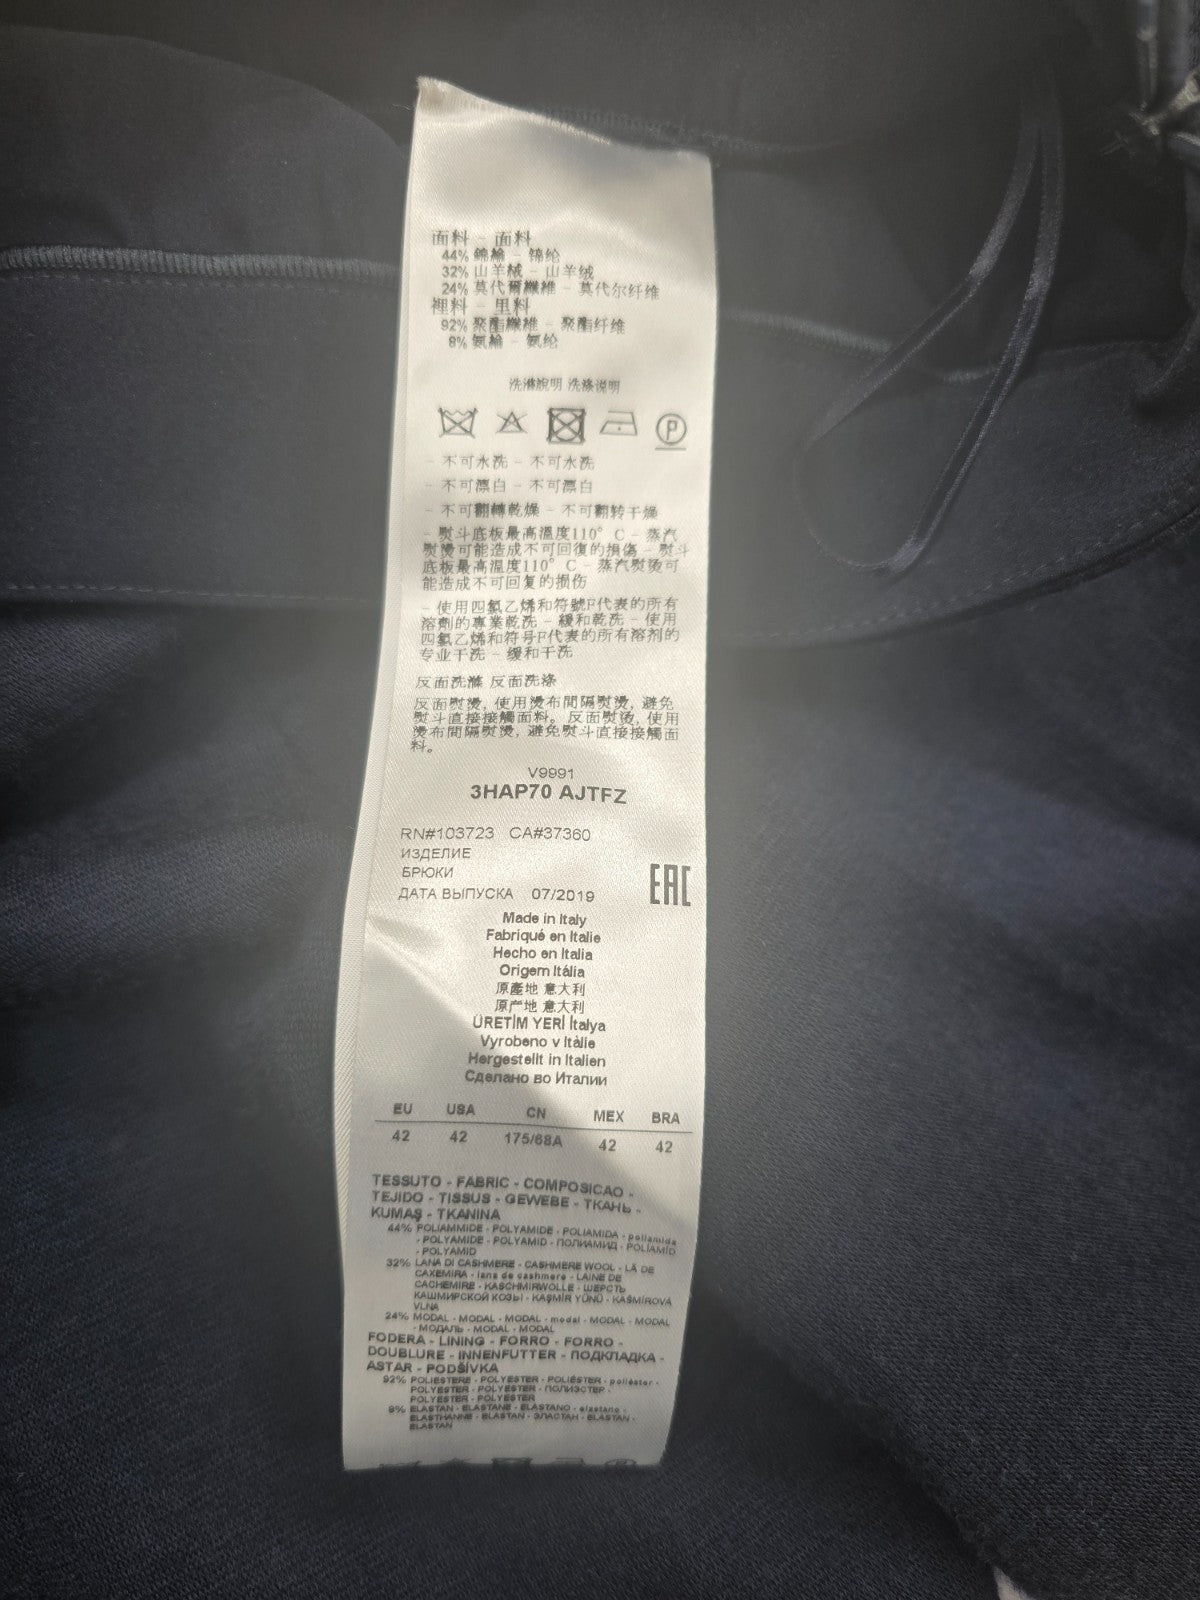 面料 - 面料
44% 錦綸 - 锦纶
32% 山羊絨 - 山羊绒
24% 莫代爾纖維 - 莫代尔纤维
裡料 - 里料
92% 聚酯纖維 - 聚酯纤维
8% 氨綸 - 氨纶
洗滌說明 洗涤说明
P
- 不可水洗 - 不可水洗
- 不可漂白 - 不可漂白
- 不可翻轉乾燥 - 不可翻转干燥
- 熨斗底板最高溫度110° C - 蒸汽
熨燙可能造成不可回復的損傷 - 熨斗
底板最高温度110° C - 蒸汽熨烫可
能造成不可回复的损伤
- 使用四氯乙烯和符號P代表的所有
溶劑的專業乾洗 - 緩和乾洗 - 使用
四氯乙烯和符号P代表的所有溶剂的
专业干洗 - 缓和干洗
反面洗滌 反面洗涤
反面熨燙, 使用燙布間隔熨燙, 避免
熨斗直接接觸面料。 反面熨烫, 使用
烫布間隔熨烫, 避免熨斗直接接觸面
料。
V9991
3HAP70 AJTFZ
RN#103723 CA#37360
ИЗДЕЛИЕ
БРЮКИ
ДАТА ВЫПУСКА 07/2019
EAC
Made in Italy
Fabriqué en Italie
Hecho en Italia
Origem Itália
原產地 意大利
原产地 意大利
ÜRETİM YERİ İtalya
Vyrobeno v Itálie
Hergestellt in Italien
Сделано во Италии
EU USA CN MEX BRA
42 42 175/68A 42 42
TESSUTO - FABRIC - COMPOSICAO -
TEJIDO - TISSUS - GEWEBE - ТКАНЬ -
KUMAŞ - TKANINA
44% POLIAMMIDE - POLYAMIDE - POLIAMIDA - poliamida
- POLYAMIDE - POLYAMID - ПОЛИАМИД - POLİAMİD
- POLYAMID
32% LANA DI CASHMERE - CASHMERE WOOL - LÃ DE
CAXEMIRA - lana de cashmere - LAINE DE
CACHEMIRE - KASCHMIRWOLLE - ШЕРСТЬ
КАШМИРСКОЙ КОЗЫ - KAŞMİR YÜNÜ - KAŠMÍROVÁ
VLNA
24% MODAL - MODAL - MODAL - modal - MODAL - MODAL
- МОДАЛЬ - MODAL - MODAL
FODERA - LINING - FORRO - FORRO -
DOUBLURE - INNENFUTTER - ПОДКЛАДКА -
ASTAR - PODŠÍVKA
92% POLIESTERE - POLYESTER - POLIÉSTER - poliéster -
POLYESTER - POLYESTER - ПОЛИЭСТЕР -
POLYESTER - POLYESTER
8% ELASTAN - ELASTANE - ELASTANO - elastano -
ELASTHANNE - ELASTAN - ЭЛАСТАН - ELASTAN -
ELASTAN